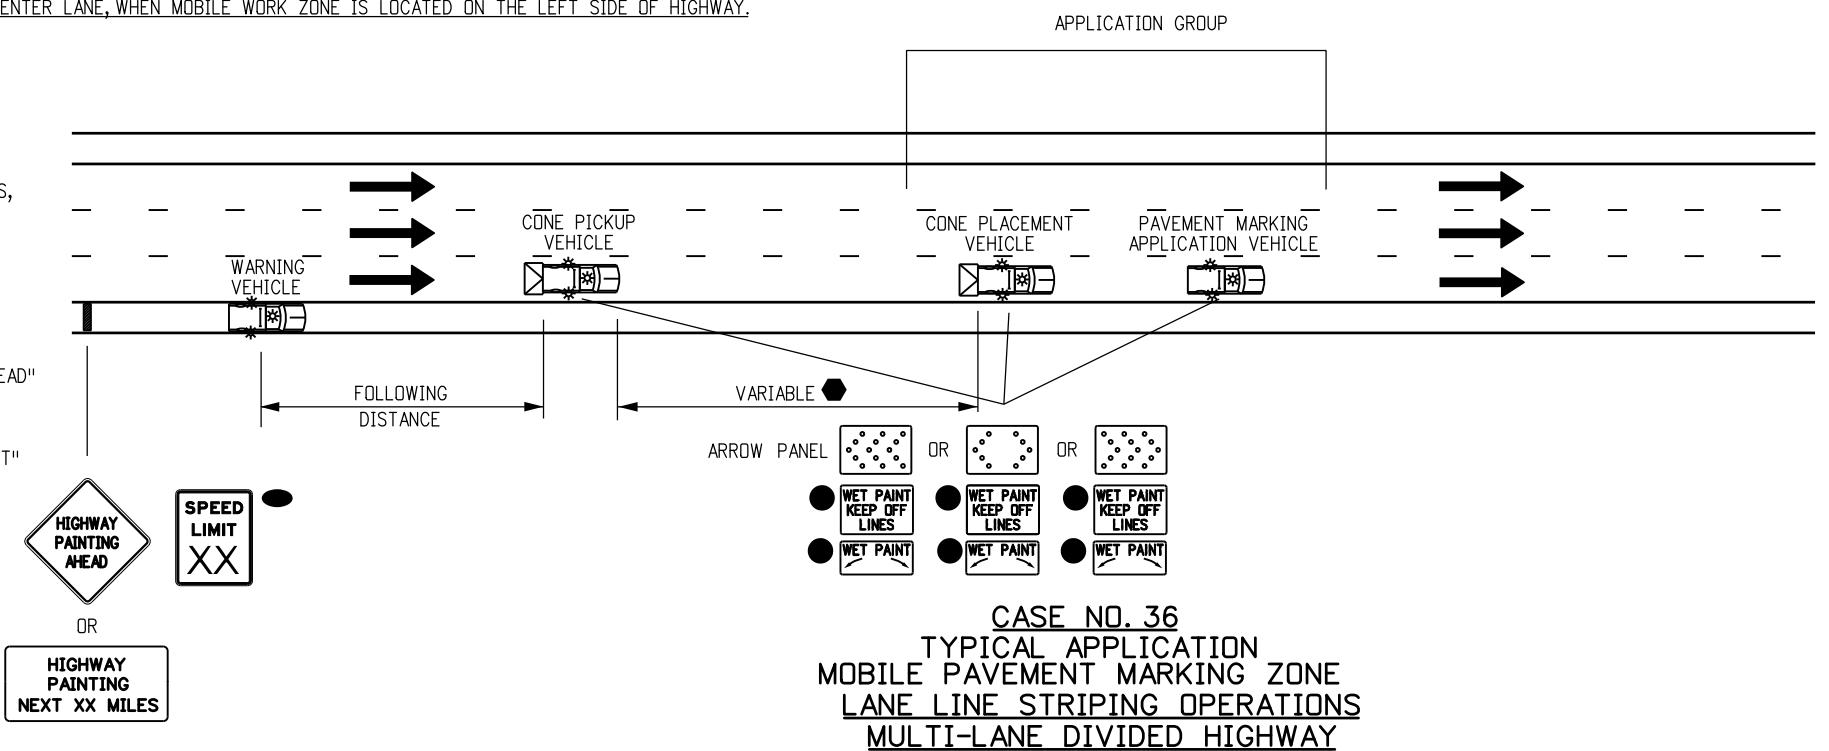 ENTER LANE, WHEN MOBILE WORK ZONE IS LOCATED ON THE LEFT SIDE OF HIGHWAY.
APPLICATION GROUP
S,
CONE PICKUP
VEHICLE
CONE PLACEMENT
VEHICLE
PAVEMENT MARKING
APPLICATION VEHICLE
WARNING
VEHICLE
EAD"
FOLLOWING
DISTANCE
VARIABLE
T"
ARROW PANEL
OR
OR
HIGHWAY
PAINTING
AHEAD
SPEED
LIMIT
XX
WET PAINT
KEEP OFF
LINES
WET PAINT
KEEP OFF
LINES
WET PAINT
KEEP OFF
LINES
WET PAINT
WET PAINT
WET PAINT
OR
HIGHWAY
PAINTING
NEXT XX MILES
CASE NO. 36
TYPICAL APPLICATION
MOBILE PAVEMENT MARKING ZONE
LANE LINE STRIPING OPERATIONS
MULTI-LANE DIVIDED HIGHWAY